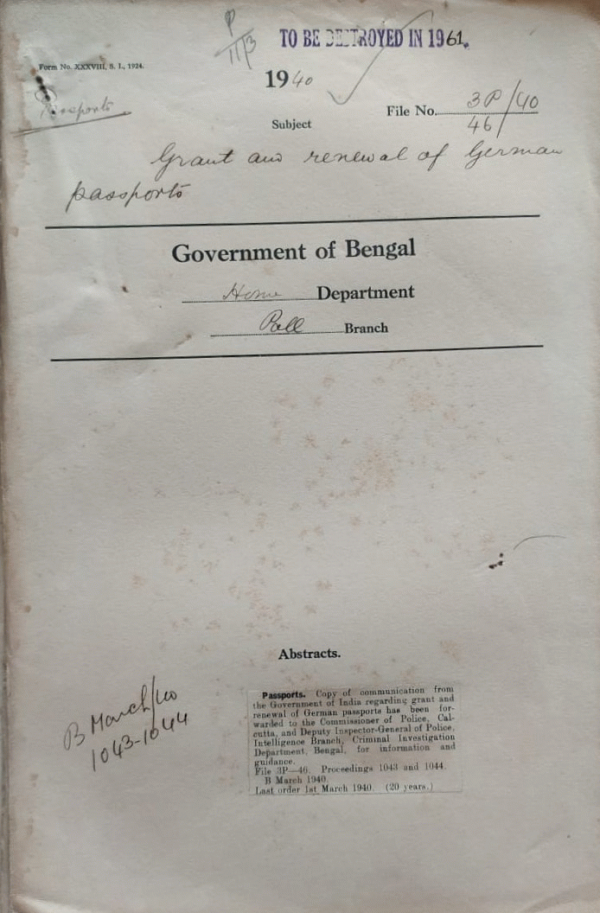 P
11/3
TO BE DESTROYED IN 1961.
Form No. XXXVIII, S. I., 1924.
1940
Passports
File No. 3P/40
46
Subject
Grant and renewal of German
passports
Government of Bengal
Home Department
Poll Branch
Abstracts.
B March/40
1043-1044
Passports. Copy of communication from
the Government of India regarding grant and
renewal of German passports has been for-
warded to the Commissioner of Police, Cal-
cutta, and Deputy Inspector-General of Police,
Intelligence Branch, Criminal Investigation
Department, Bengal, for information and
guidance.
File 3P—46. Proceedings 1043 and 1044.
B March 1940.
Last order 1st March 1940. (20 years.)